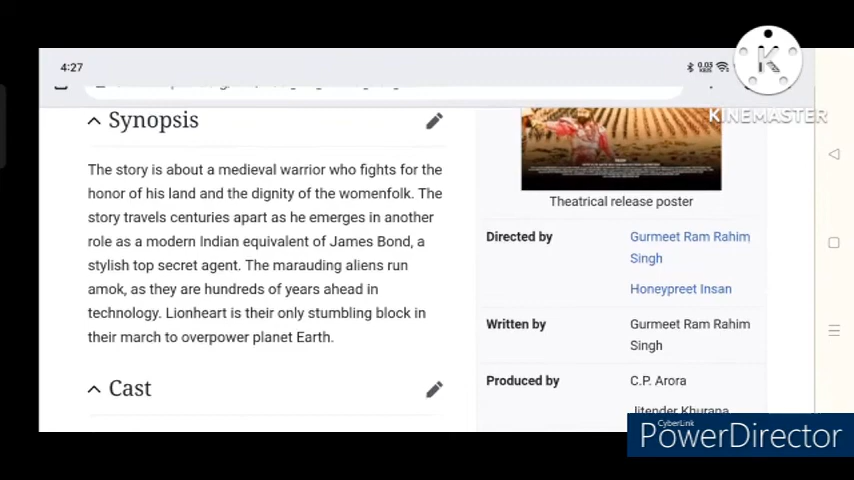 4:27
0.03
KB/S
K
KINEMASTER
Synopsis
The story is about a medieval warrior who fights for the
honor of his land and the dignity of the womenfolk. The
story travels centuries apart as he emerges in another
role as a modern Indian equivalent of James Bond, a
stylish top secret agent. The marauding aliens run
amok, as they are hundreds of years ahead in
technology. Lionheart is their only stumbling block in
their march to overpower planet Earth.
Cast
Theatrical release poster
Directed by
Gurmeet Ram Rahim
Singh
Honeypreet Insan
Written by
Gurmeet Ram Rahim
Singh
Produced by
C.P. Arora
Jitender Khurana
CyberLink
PowerDirector